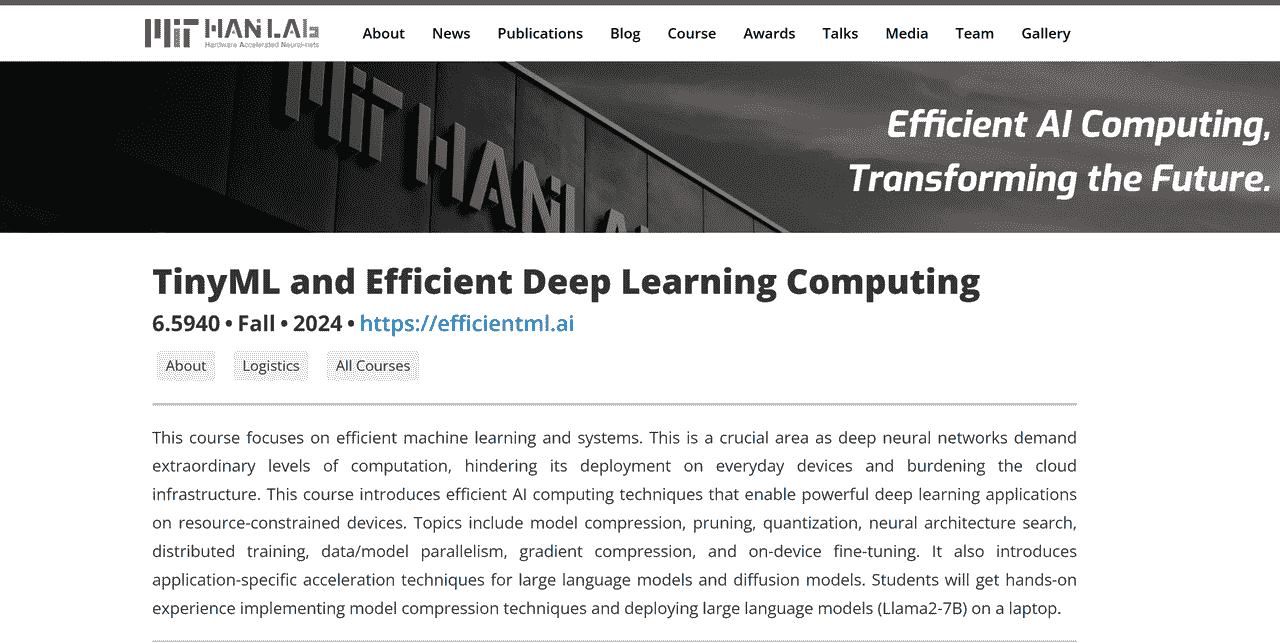 MIT HAN LAB
Hardware Accelerated Neural-nets
About News Publications Blog Course Awards Talks Media Team Gallery
MIT HAN LA
Efficient AI Computing,
Transforming the Future.
TinyML and Efficient Deep Learning Computing
6.5940 • Fall • 2024 • https://efficientml.ai
About Logistics All Courses
This course focuses on efficient machine learning and systems. This is a crucial area as deep neural networks demand
extraordinary levels of computation, hindering its deployment on everyday devices and burdening the cloud
infrastructure. This course introduces efficient AI computing techniques that enable powerful deep learning applications
on resource-constrained devices. Topics include model compression, pruning, quantization, neural architecture search,
distributed training, data/model parallelism, gradient compression, and on-device fine-tuning. It also introduces
application-specific acceleration techniques for large language models and diffusion models. Students will get hands-on
experience implementing model compression techniques and deploying large language models (Llama2-7B) on a laptop.